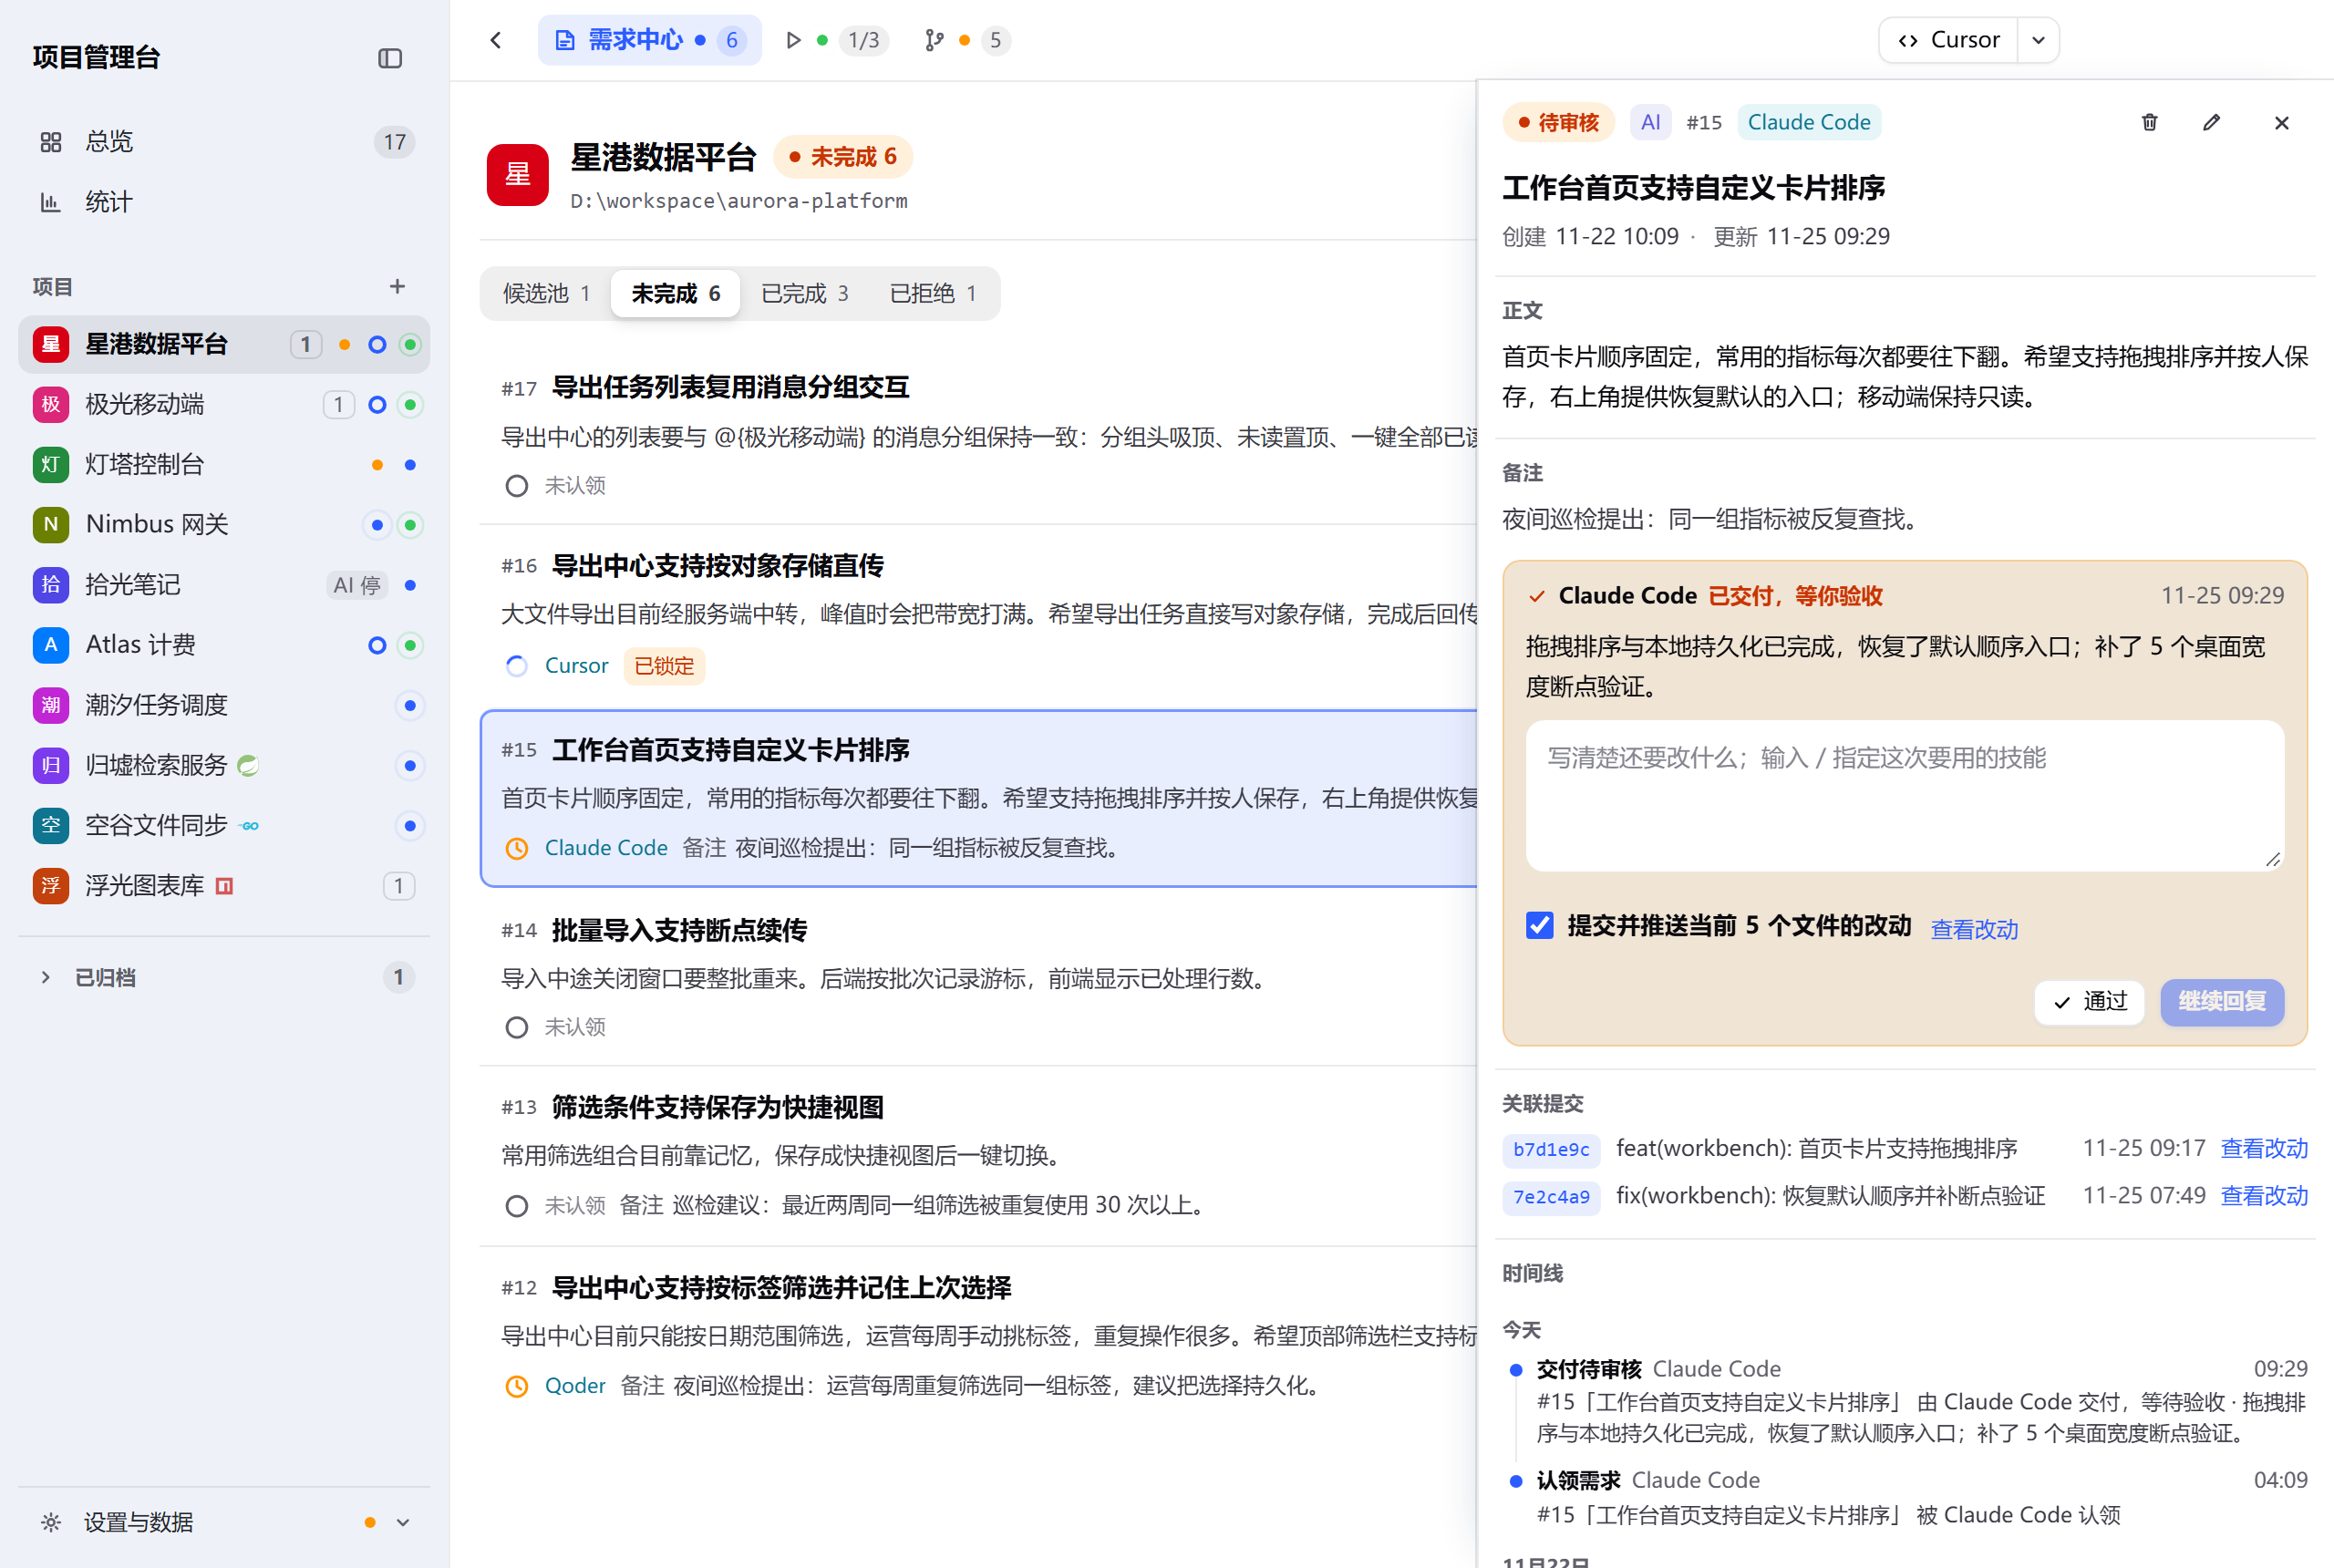 项目管理台
总览 17
统计
项目
星 星港数据平台 1
极 极光移动端 1
灯 灯塔控制台
N Nimbus 网关
拾 拾光笔记 AI 停
A Atlas 计费
潮 潮汐任务调度
归 归墟检索服务
空 空谷文件同步 GO
浮 浮光图表库 1
已归档 1
设置与数据
需求中心 6 1/3 5
Cursor
星 星港数据平台 未完成 6
D:\workspace\aurora-platform
候选池 1 未完成 6 已完成 3 已拒绝 1
#17 导出任务列表复用消息分组交互
导出中心的列表要与 @{极光移动端} 的消息分组保持一致：分组头吸顶、未读置顶、一键全部已读
未认领
#16 导出中心支持按对象存储直传
大文件导出目前经服务端中转，峰值时会把带宽打满。希望导出任务直接写对象存储，完成后回传
Cursor 已锁定
#15 工作台首页支持自定义卡片排序
首页卡片顺序固定，常用的指标每次都要往下翻。希望支持拖拽排序并按人保存，右上角提供恢复
Claude Code 备注 夜间巡检提出：同一组指标被反复查找。
#14 批量导入支持断点续传
导入中途关闭窗口要整批重来。后端按批次记录游标，前端显示已处理行数。
未认领
#13 筛选条件支持保存为快捷视图
常用筛选组合目前靠记忆，保存成快捷视图后一键切换。
未认领 备注 巡检建议：最近两周同一组筛选被重复使用 30 次以上。
#12 导出中心支持按标签筛选并记住上次选择
导出中心目前只能按日期范围筛选，运营每周手动挑标签，重复操作很多。希望顶部筛选栏支持标
Qoder 备注 夜间巡检提出：运营每周重复筛选同一组标签，建议把选择持久化。
待审核 AI #15 Claude Code
工作台首页支持自定义卡片排序
创建 11-22 10:09 · 更新 11-25 09:29
正文
首页卡片顺序固定，常用的指标每次都要往下翻。希望支持拖拽排序并按人保
存，右上角提供恢复默认的入口；移动端保持只读。
备注
夜间巡检提出：同一组指标被反复查找。
Claude Code 已交付，等你验收 11-25 09:29
拖拽排序与本地持久化已完成，恢复了默认顺序入口；补了 5 个桌面宽
度断点验证。
写清楚还要改什么；输入 / 指定这次要用的技能
提交并推送当前 5 个文件的改动 查看改动
通过 继续回复
关联提交
b7d1e9c feat(workbench): 首页卡片支持拖拽排序 11-25 09:17 查看改动
7e2c4a9 fix(workbench): 恢复默认顺序并补断点验证 11-25 07:49 查看改动
时间线
今天
交付待审核 Claude Code 09:29
#15「工作台首页支持自定义卡片排序」 由 Claude Code 交付，等待验收 · 拖拽排
序与本地持久化已完成，恢复了默认顺序入口；补了 5 个桌面宽度断点验证。
认领需求 Claude Code 04:09
#15「工作台首页支持自定义卡片排序」 被 Claude Code 认领
11月22日